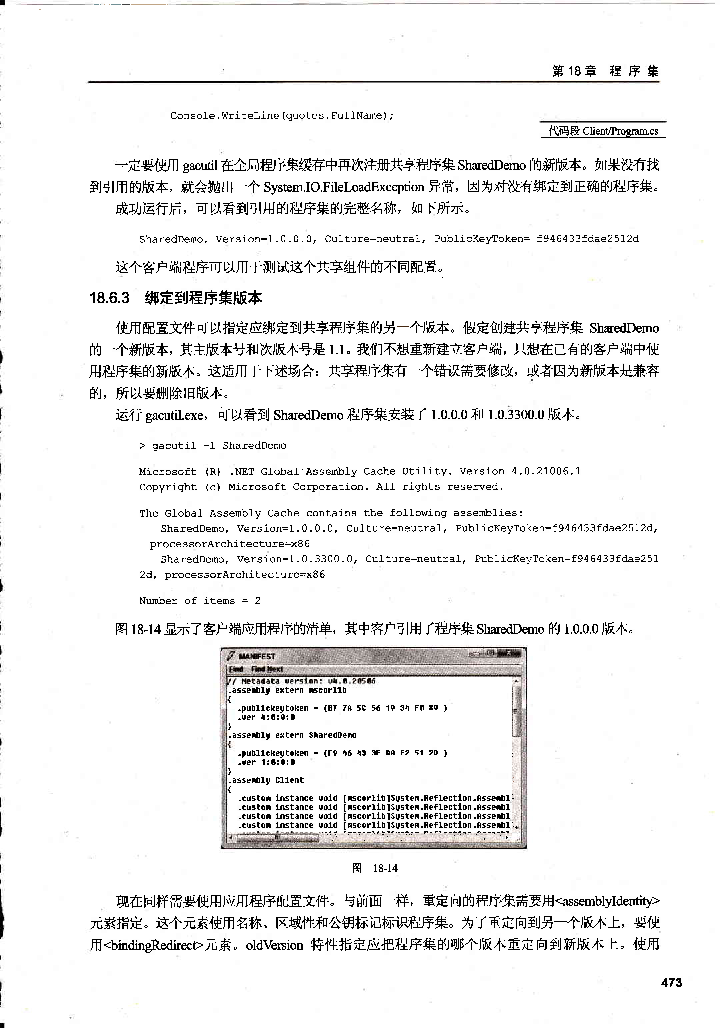 第18章 程 序 集
Console.WriteLine(quotes.FullName);
代码段 Client/Program.cs
一定要使用 gacutil 在全局程序集缓存中再次注册共享程序集 SharedDemo 的新版本。如果没有找
到引用的版本，就会抛出一个 System.IO.FileLoadException 异常，因为对没有绑定到正确的程序集。
成功运行后，可以看到引用的程序集的完整名称，如下所示。
SharedDemo, Version=1.0.0.0, Culture=neutral, PublicKeyToken= f946433fdae2512d
这个客户端程序可以用于测试这个共享组件的不同配置。
18.6.3 绑定到程序集版本
使用配置文件可以指定应绑定到共享程序集的另一个版本。假定创建共享程序集 SharedDemo
的一个新版本，其主版本号和次版本号是 1.1。我们不想重新建立客户端，只想在已有的客户端中使
用程序集的新版本。这适用于下述场合：共享程序集有一个错误需要修改，或者因为新版本是兼容
的，所以要删除旧版本。
运行 gacutil.exe，可以看到 SharedDemo 程序集安装了 1.0.0.0 和 1.0.3300.0 版本。
> gacutil -l SharedDemo
Microsoft (R) .NET Global Assembly Cache Utility. Version 4.0.21006.1
Copyright (c) Microsoft Corporation. All rights reserved.
The Global Assembly Cache contains the following assemblies:
SharedDemo, Version=1.0.0.0, Culture=neutral, PublicKeyToken=f946433fdae2512d,
processorArchitecture=x86
SharedDemo, Version=1.0.3300.0, Culture=neutral, PublicKeyToken=f946433fdae251
2d, processorArchitecture=x86
Number of items = 2
图 18-14 显示了客户端应用程序的清单，其中客户引用了程序集 SharedDemo 的 1.0.0.0 版本。
MANIFEST
Find Find Next
// Metadata version: v4.0.20506
.assembly extern mscorlib
{
.publickeytoken = (B7 7A 5C 56 19 34 E0 89 )
.ver 4:0:0:0
}
.assembly extern SharedDemo
{
.publickeytoken = (F9 46 43 3F DA E2 51 2D )
.ver 1:0:0:0
}
.assembly Client
{
.custom instance void [mscorlib]System.Reflection.Assembl
.custom instance void [mscorlib]System.Reflection.Assembl
.custom instance void [mscorlib]System.Reflection.Assembl
.custom instance void [mscorlib]System.Reflection.Assembl
图 18-14
现在同样需要使用应用程序配置文件。与前面一样，重定向的程序集需要用<assemblyIdentity>
元素指定。这个元素使用名称、区域性和公钥标记标识程序集。为了重定向到另一个版本上，要使
用<bindingRedirect>元素。oldVersion 特性指定应把程序集的哪个版本重定向到新版本上。使用
473